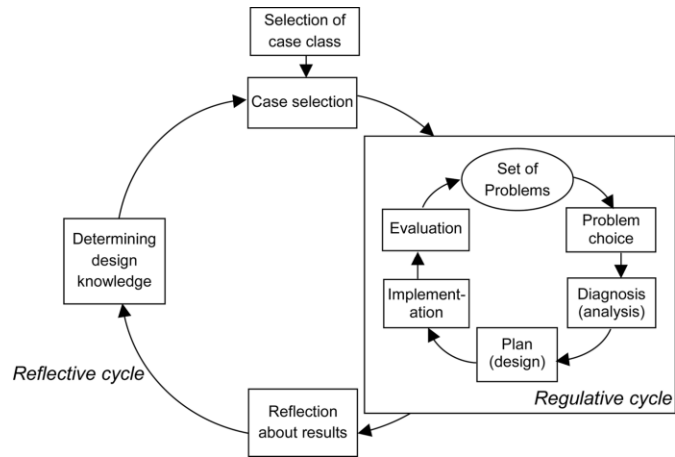 Selection of
case class
Case selection
Set of
Problems
Evaluation
Problem
choice
Determining
design
knowledge
Implement-
ation
Diagnosis
(analysis)
Plan
(design)
Reflective cycle
Regulative cycle
Reflection
about results